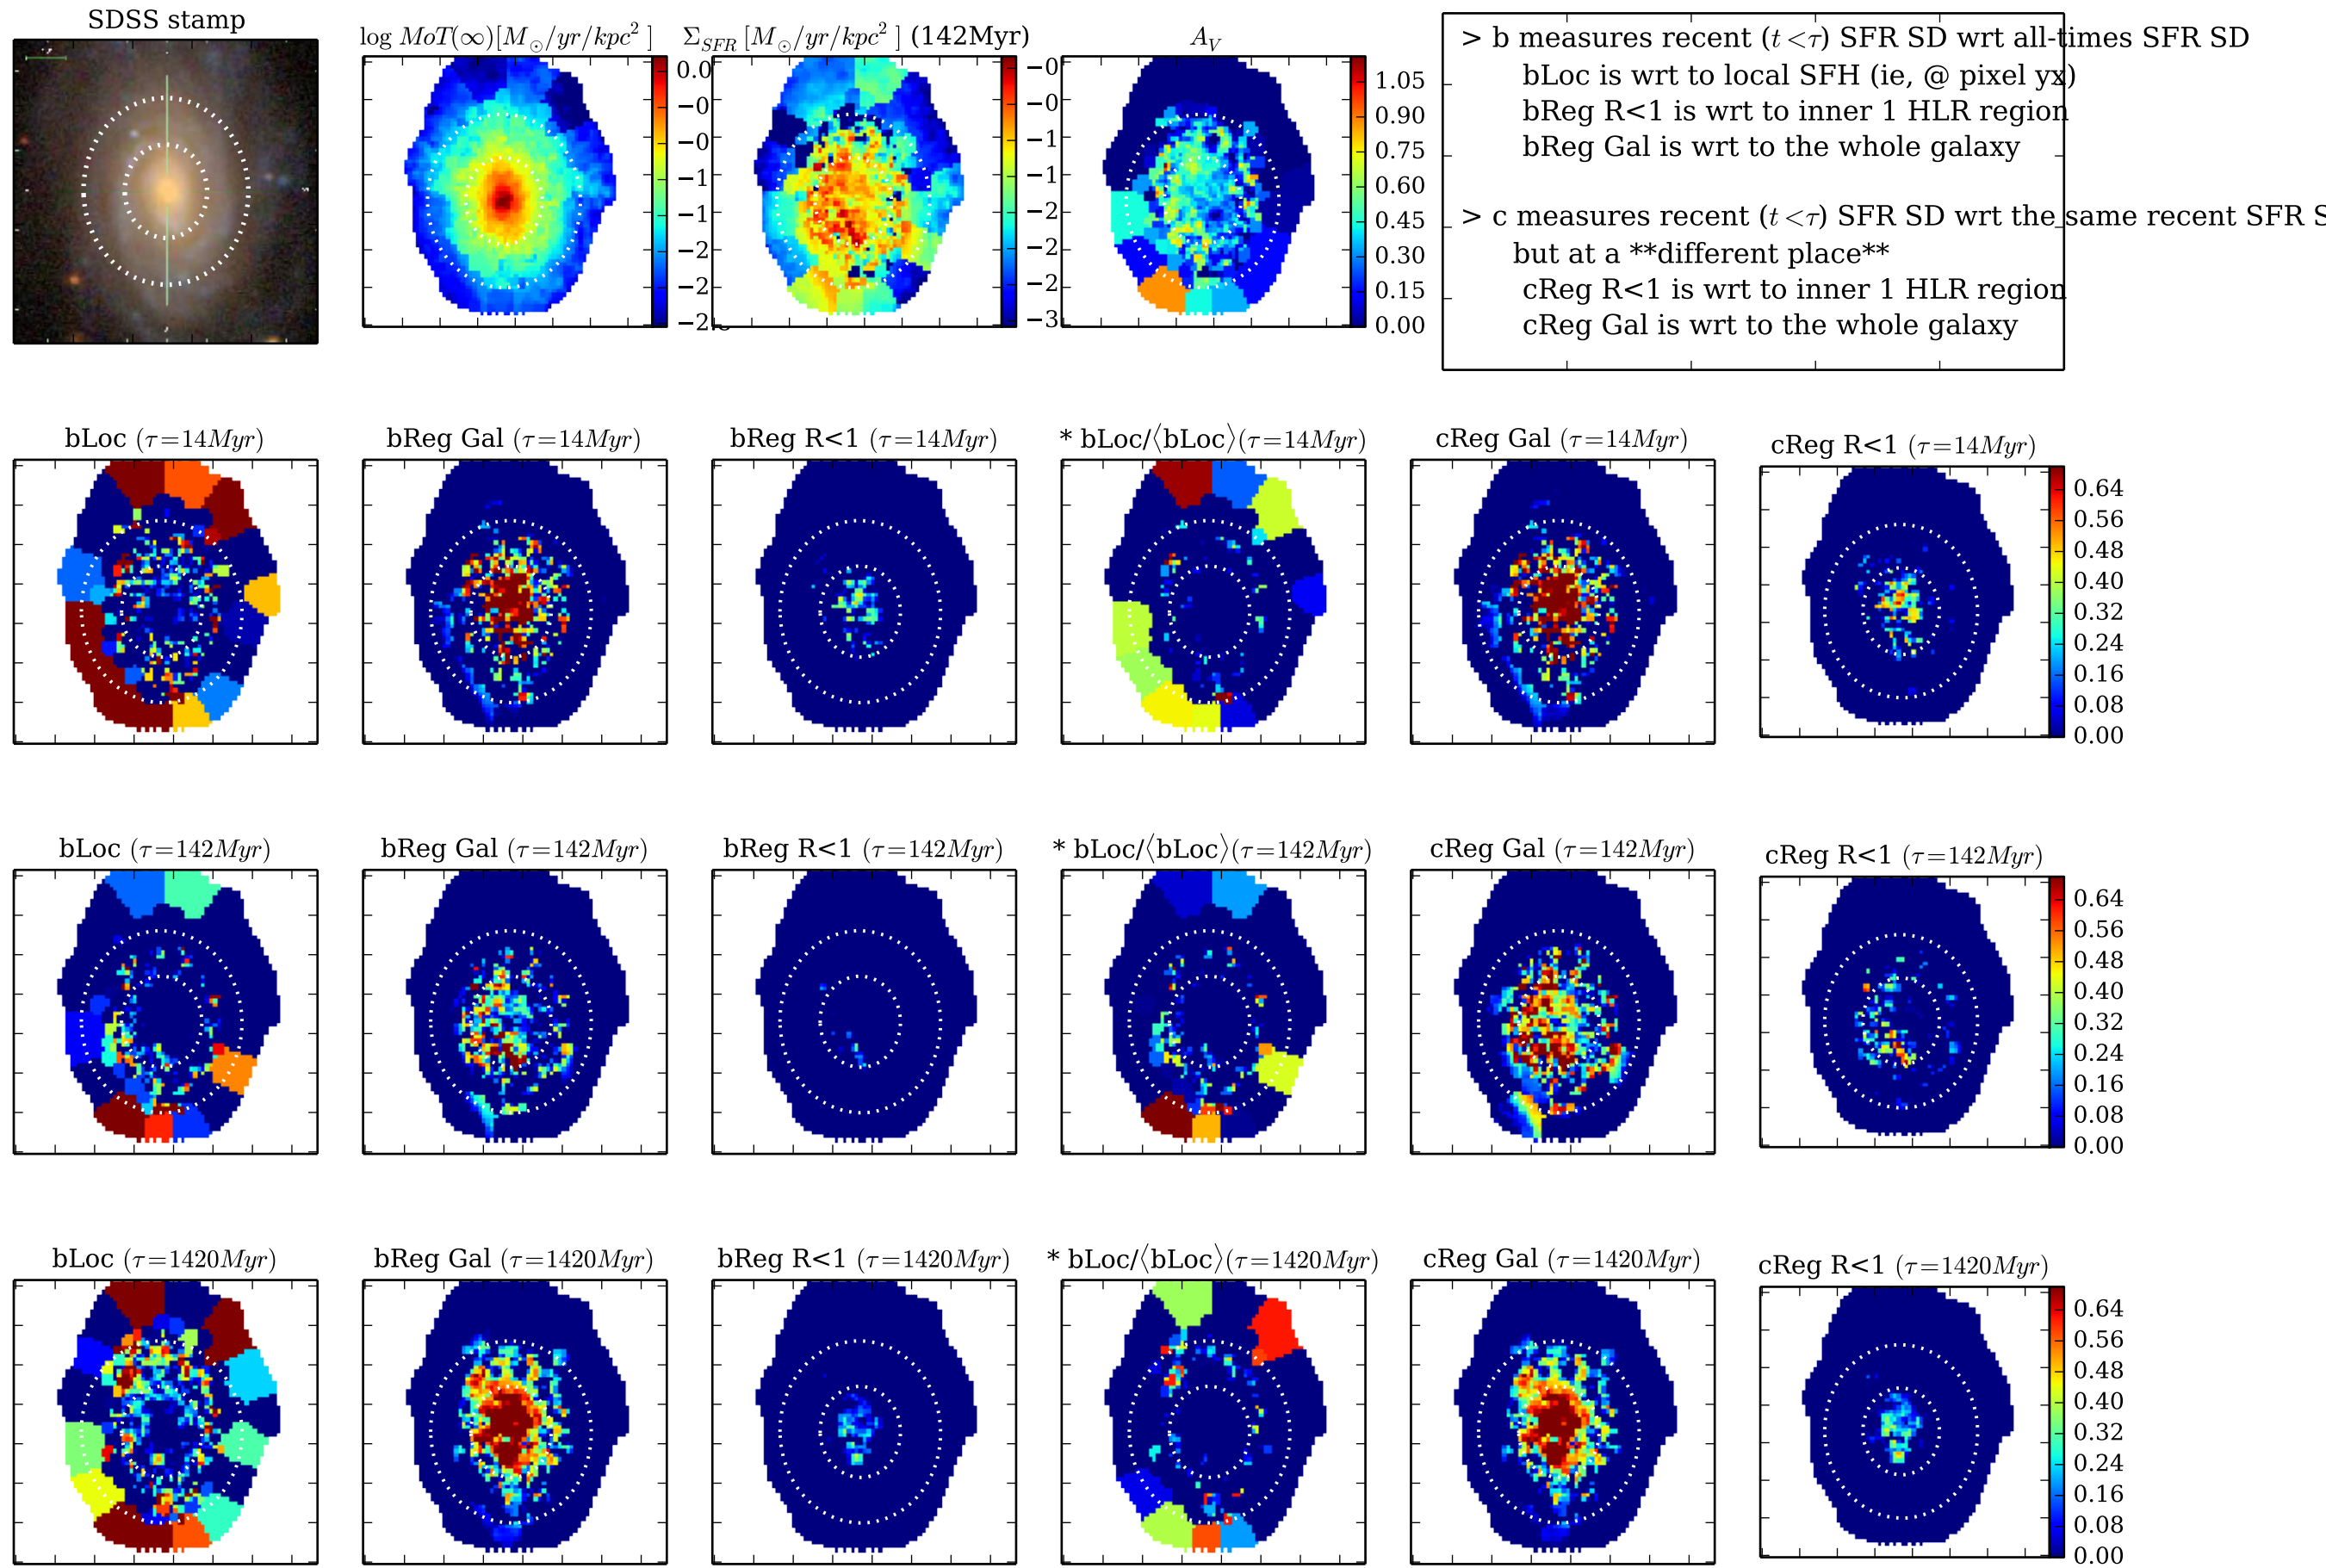 SDSS stamp
log MoT(∞)[M⊙/yr/kpc² ]
Σ_SFR [M⊙/yr/kpc² ] (142Myr)
A_V
0.0
−0
−0
−1
−1
−2
−2
−2
−0
−0
−1
−1
−2
−2
−2
−3
1.05
0.90
0.75
0.60
0.45
0.30
0.15
0.00
> b measures recent (t <τ) SFR SD wrt all-times SFR SD
bLoc is wrt to local SFH (ie, @ pixel yx)
bReg R<1 is wrt to inner 1 HLR region
bReg Gal is wrt to the whole galaxy
> c measures recent (t <τ) SFR SD wrt the same recent SFR S
but at a **different place**
cReg R<1 is wrt to inner 1 HLR region
cReg Gal is wrt to the whole galaxy
bLoc (τ=14Myr)
bReg Gal (τ=14Myr)
bReg R<1 (τ=14Myr)
* bLoc/⟨bLoc⟩(τ=14Myr)
cReg Gal (τ=14Myr)
cReg R<1 (τ=14Myr)
0.64
0.56
0.48
0.40
0.32
0.24
0.16
0.08
0.00
bLoc (τ=142Myr)
bReg Gal (τ=142Myr)
bReg R<1 (τ=142Myr)
* bLoc/⟨bLoc⟩(τ=142Myr)
cReg Gal (τ=142Myr)
cReg R<1 (τ=142Myr)
0.64
0.56
0.48
0.40
0.32
0.24
0.16
0.08
0.00
bLoc (τ=1420Myr)
bReg Gal (τ=1420Myr)
bReg R<1 (τ=1420Myr)
* bLoc/⟨bLoc⟩(τ=1420Myr)
cReg Gal (τ=1420Myr)
cReg R<1 (τ=1420Myr)
0.64
0.56
0.48
0.40
0.32
0.24
0.16
0.08
0.00